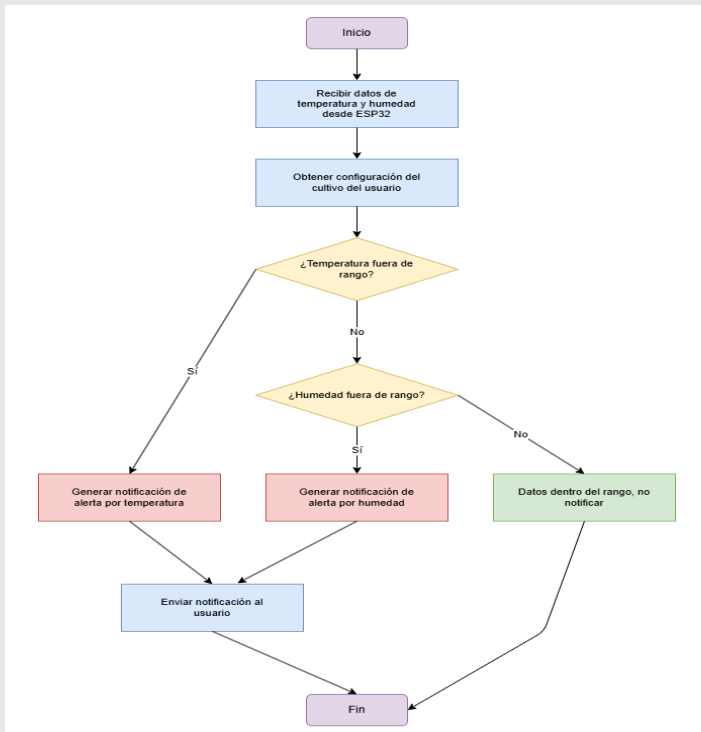 Inicio
Recibir datos de
temperatura y humedad
desde ESP32
Obtener configuración del
cultivo del usuario
¿Temperatura fuera de
rango?
No
Sí
¿Humedad fuera de rango?
No
Sí
Generar notificación de
alerta por temperatura
Generar notificación de
alerta por humedad
Datos dentro del rango, no
notificar
Enviar notificación al
usuario
Fin